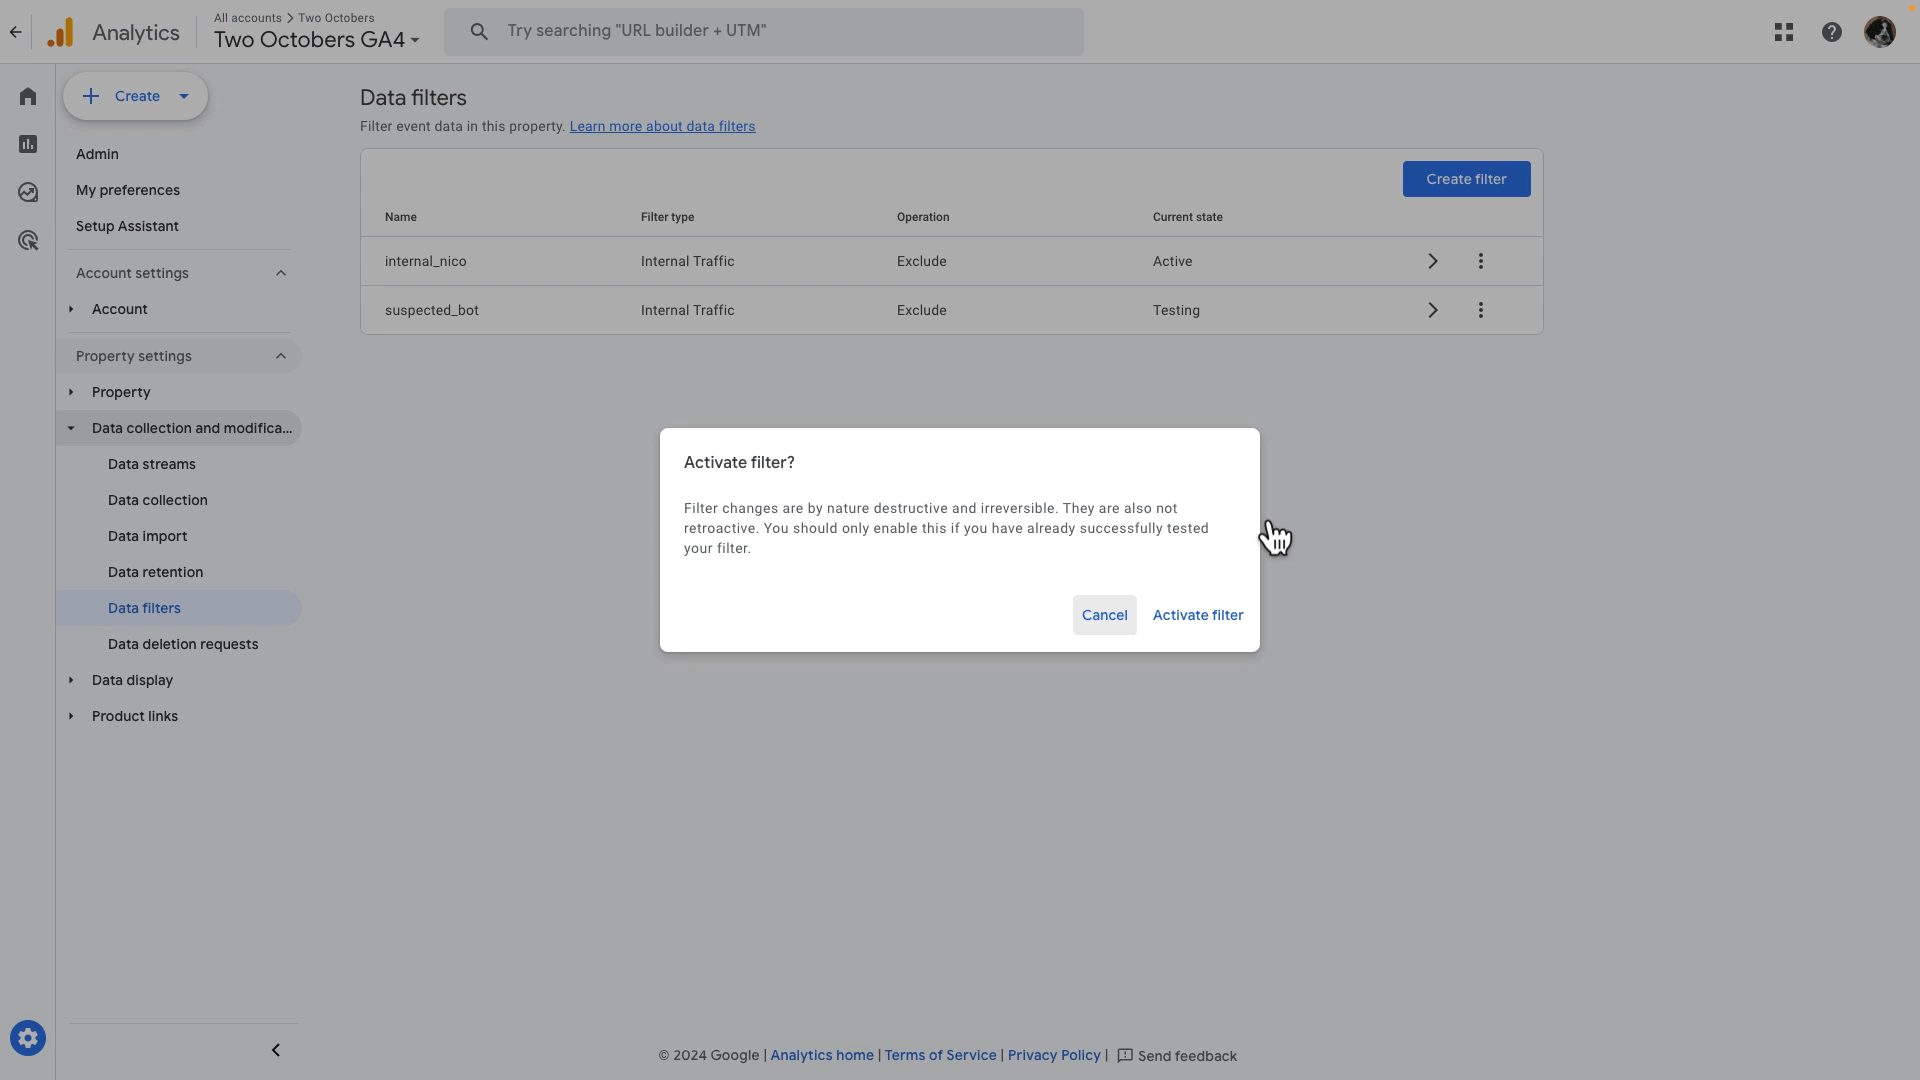 All accounts > Two Octobers
Analytics
Two Octobers GA4
Try searching "URL builder + UTM"
Create
Admin
My preferences
Setup Assistant
Account settings
Account
Property settings
Property
Data collection and modifica...
Data streams
Data collection
Data import
Data retention
Data filters
Data deletion requests
Data display
Product links
Data filters
Filter event data in this property. Learn more about data filters
Create filter
Name Filter type Operation Current state
internal_nico Internal Traffic Exclude Active
suspected_bot Internal Traffic Exclude Testing
Activate filter?
Filter changes are by nature destructive and irreversible. They are also not
retroactive. You should only enable this if you have already successfully tested
your filter.
Cancel Activate filter
© 2024 Google | Analytics home | Terms of Service | Privacy Policy | Send feedback